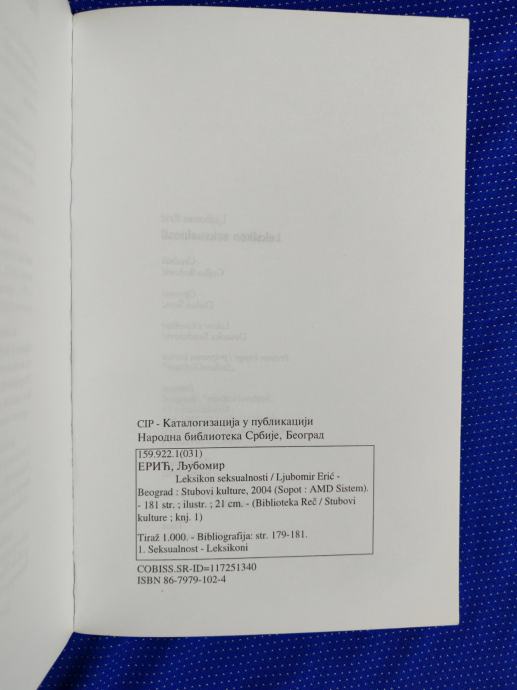 CIP - Каталогизација у публикацији
Народна библиотека Србије, Београд
159.922.1(031)
ЕРИЋ, Љубомир
Leksikon seksualnosti / Ljubomir Erić -
Beograd : Stubovi kulture, 2004 (Sopot : AMD Sistem).
- 181 str. ; ilustr. ; 21 cm. - (Biblioteka Reč / Stubovi
kulture ; knj. 1)
Tiraž 1.000. - Bibliografija: str. 179-181.
1. Seksualnost - Leksikoni
COBISS.SR-ID=117251340
ISBN 86-7979-102-4